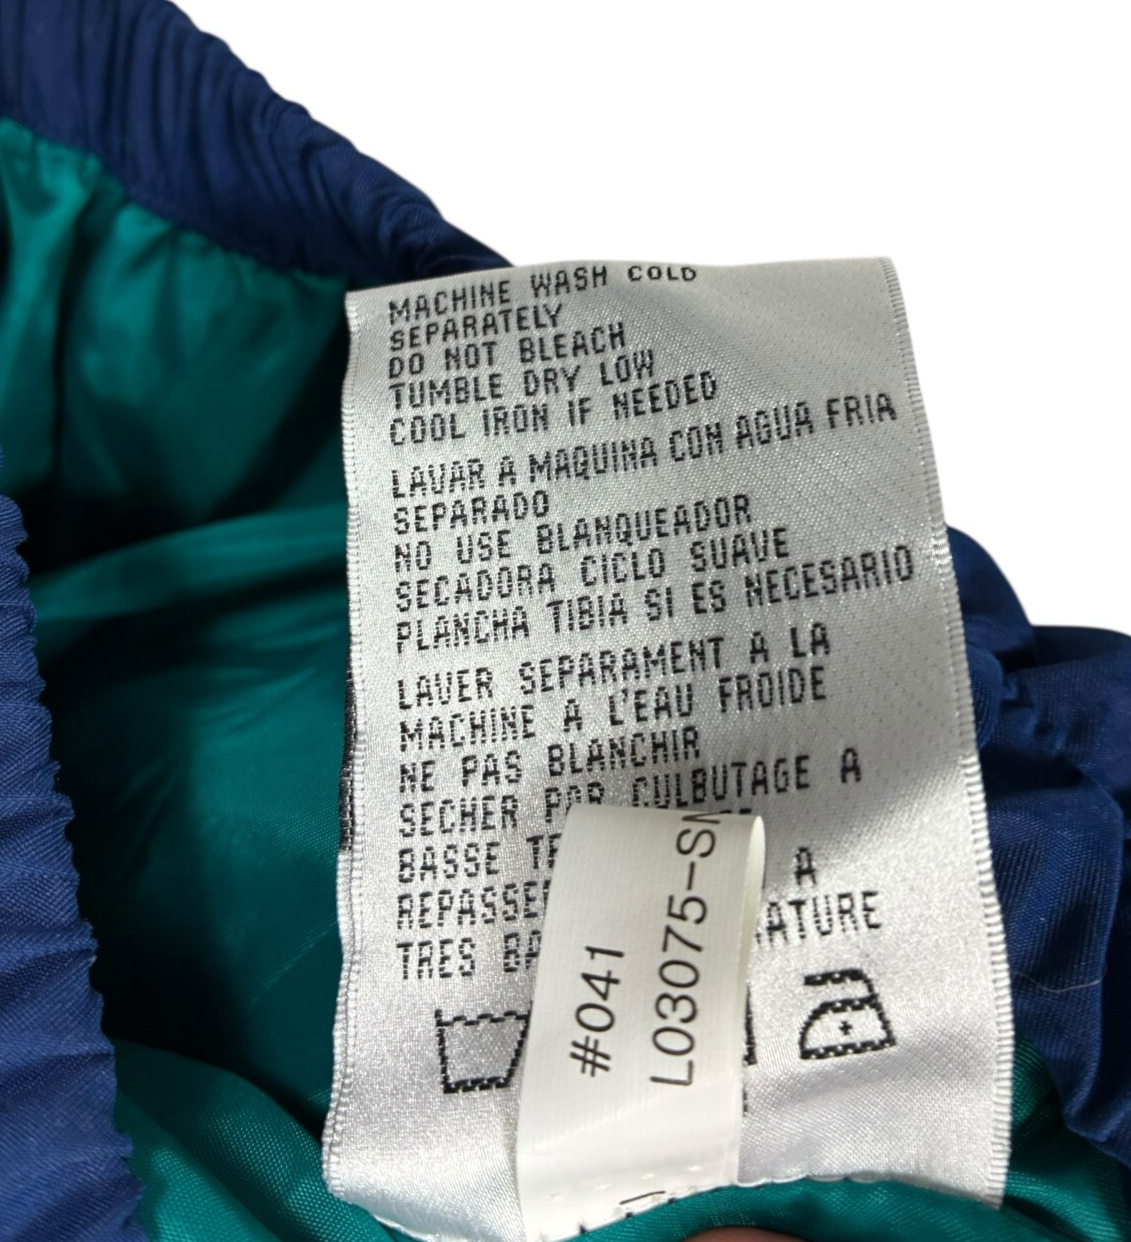 MACHINE WASH COLD
SEPARATELY
DO NOT BLEACH
TUMBLE DRY LOW
COOL IRON IF NEEDED
LAVAR A MAQUINA CON AGUA FRIA
SEPARADO
NO USE BLANQUEADOR
SECADORA CICLO SUAVE
PLANCHA TIBIA SI ES NECESARIO
LAVER SEPARAMENT A LA
MACHINE A L'EAU FROIDE
NE PAS BLANCHIR
SECHER PAR CULBUTAGE A
BASSE
A
TRES
#041